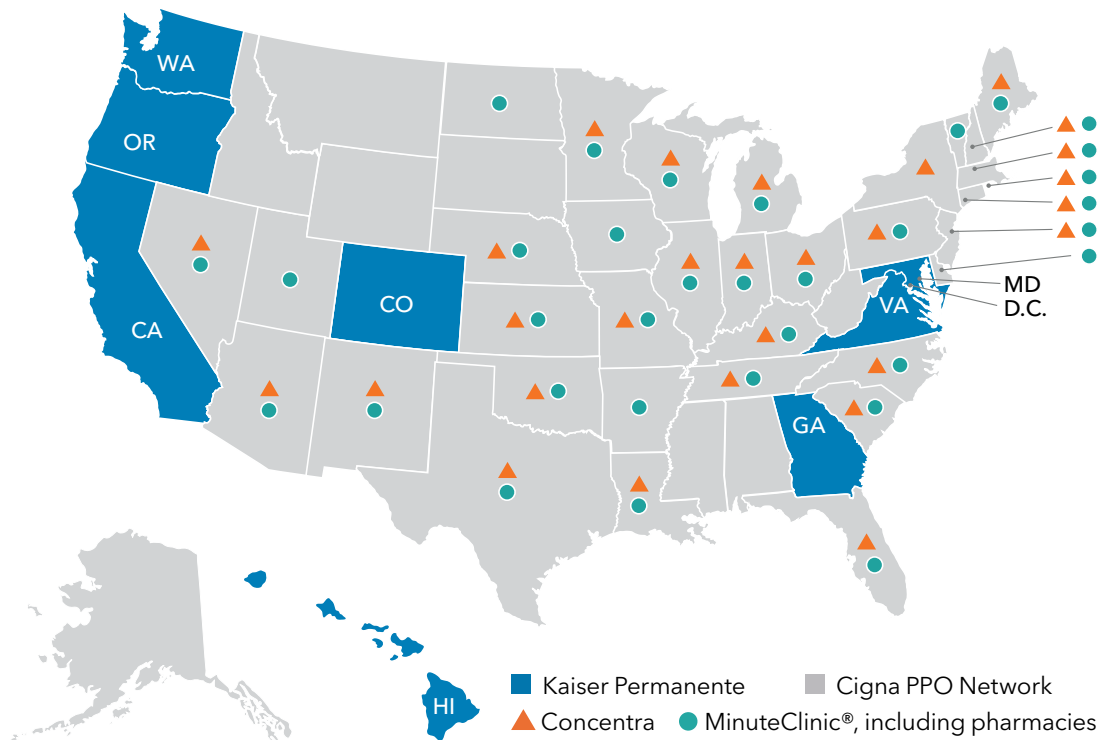 WA
OR
CA
CO
MD
D.C.
VA
GA
HI
Kaiser Permanente
Cigna PPO Network
Concentra
MinuteClinic®, including pharmacies